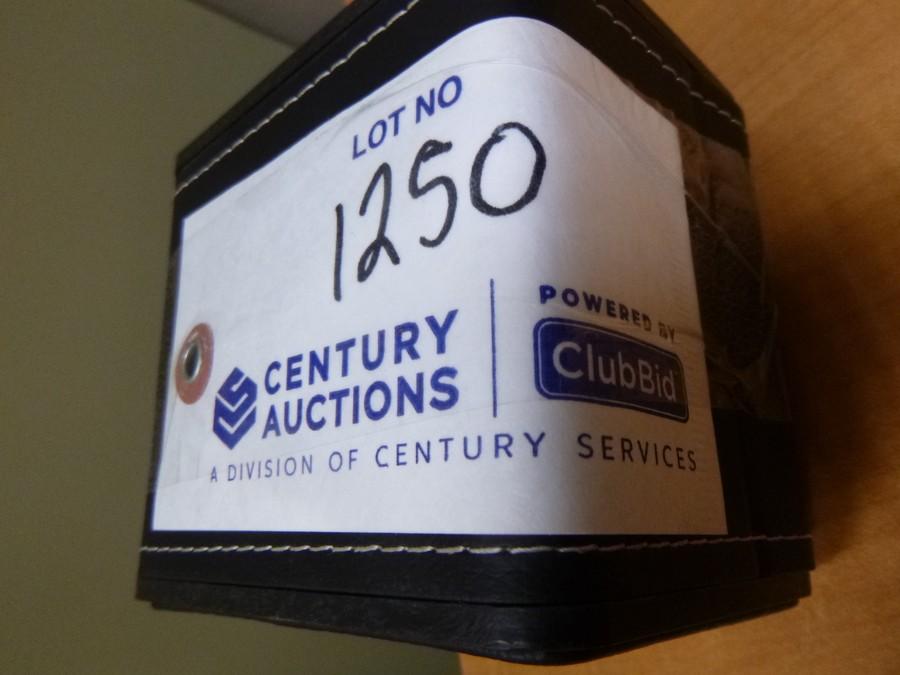 LOT NO
1250
CENTURY
AUCTIONS
POWERED BY
ClubBid
A DIVISION OF CENTURY SERVICES